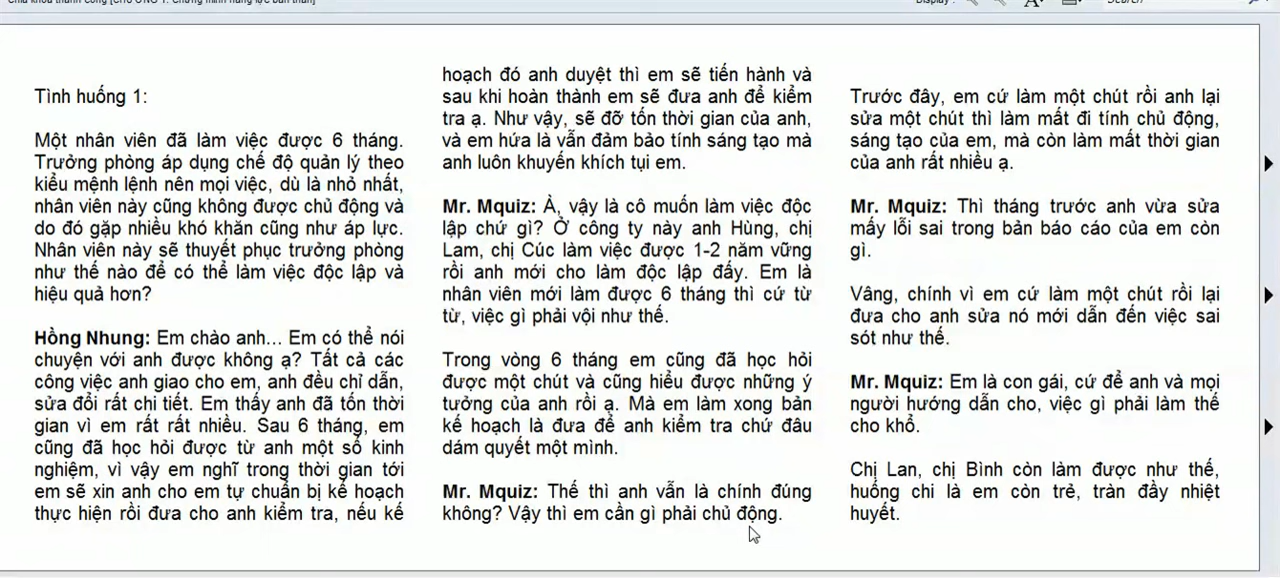 Chìa khóa thành công [CHƯƠNG 1: Chứng minh năng lực bản thân]
Display :
Search
Tình huống 1:
Một nhân viên đã làm việc được 6 tháng.
Trưởng phòng áp dụng chế độ quản lý theo
kiểu mệnh lệnh nên mọi việc, dù là nhỏ nhất,
nhân viên này cũng không được chủ động và
do đó gặp nhiều khó khăn cũng như áp lực.
Nhân viên này sẽ thuyết phục trưởng phòng
như thế nào để có thể làm việc độc lập và
hiệu quả hơn?
Hồng Nhung: Em chào anh... Em có thể nói
chuyện với anh được không ạ? Tất cả các
công việc anh giao cho em, anh đều chỉ dẫn,
sửa đổi rất chi tiết. Em thấy anh đã tốn thời
gian vì em rất rất nhiều. Sau 6 tháng, em
cũng đã học hỏi được từ anh một số kinh
nghiệm, vì vậy em nghĩ trong thời gian tới
em sẽ xin anh cho em tự chuẩn bị kế hoạch
thực hiện rồi đưa cho anh kiểm tra, nếu kế
hoạch đó anh duyệt thì em sẽ tiến hành và
sau khi hoàn thành em sẽ đưa anh để kiểm
tra ạ. Như vậy, sẽ đỡ tốn thời gian của anh,
và em hứa là vẫn đảm bảo tính sáng tạo mà
anh luôn khuyến khích tụi em.
Mr. Mquiz: À, vậy là cô muốn làm việc độc
lập chứ gì? Ở công ty này anh Hùng, chị
Lam, chị Cúc làm việc được 1-2 năm vững
rồi anh mới cho làm độc lập đấy. Em là
nhân viên mới làm được 6 tháng thì cứ từ
từ, việc gì phải vội như thế.
Trong vòng 6 tháng em cũng đã học hỏi
được một chút và cũng hiểu được những ý
tưởng của anh rồi ạ. Mà em làm xong bản
kế hoạch là đưa để anh kiểm tra chứ đâu
dám quyết một mình.
Mr. Mquiz: Thế thì anh vẫn là chính đúng
không? Vậy thì em cần gì phải chủ động.
Trước đây, em cứ làm một chút rồi anh lại
sửa một chút thì làm mất đi tính chủ động,
sáng tạo của em, mà còn làm mất thời gian
của anh rất nhiều ạ.
Mr. Mquiz: Thì tháng trước anh vừa sửa
mấy lỗi sai trong bản báo cáo của em còn
gì.
Vâng, chính vì em cứ làm một chút rồi lại
đưa cho anh sửa nó mới dẫn đến việc sai
sót như thế.
Mr. Mquiz: Em là con gái, cứ để anh và mọi
người hướng dẫn cho, việc gì phải làm thế
cho khổ.
Chị Lan, chị Bình còn làm được như thế,
huống chi là em còn trẻ, tràn đầy nhiệt
huyết.